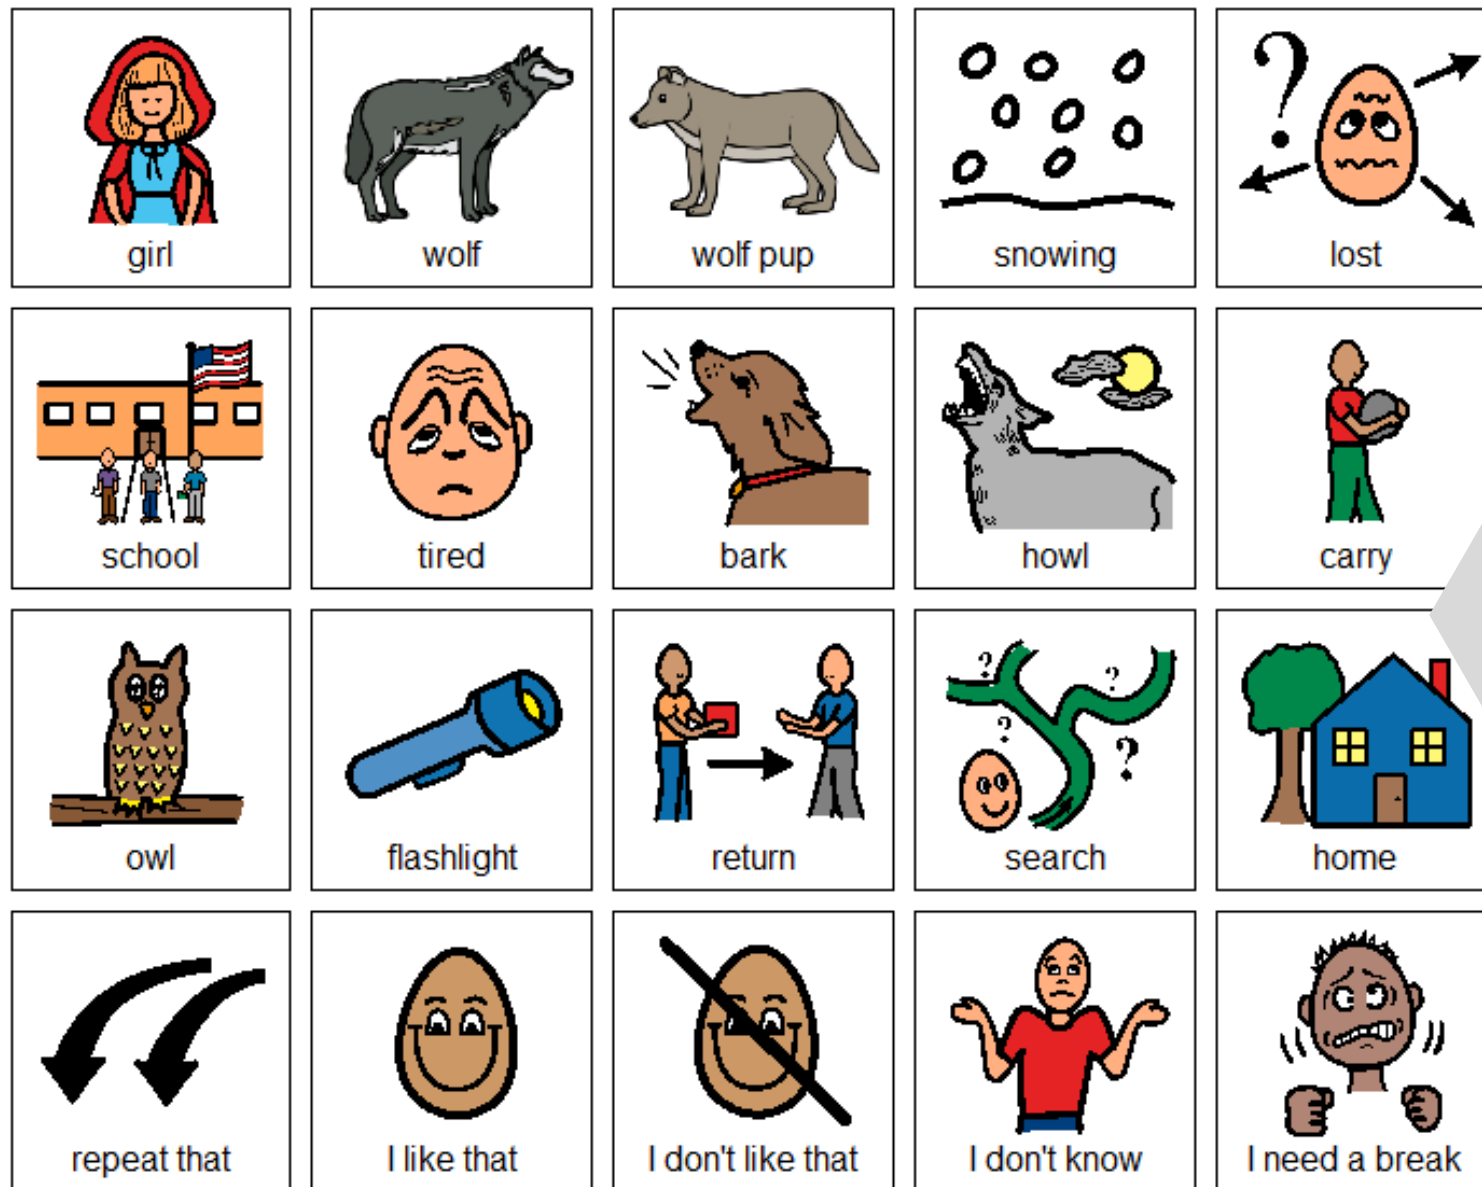 girl
wolf
wolf pup
snowing
lost
school
tired
bark
howl
carry
owl
flashlight
return
search
home
repeat that
I like that
I don't like that
I don't know
I need a break